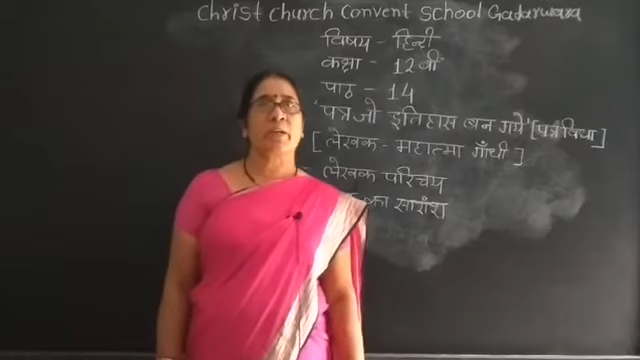 Christ Church Convent School Gadarwara
विषय - हिन्दी
कक्षा - 12वी
पाठ - 14
'पत्र जो इतिहास बन गये' [पत्र विधा]
[लेखक - महात्मा गाँधी]
लेखक परिचय
का सारांश